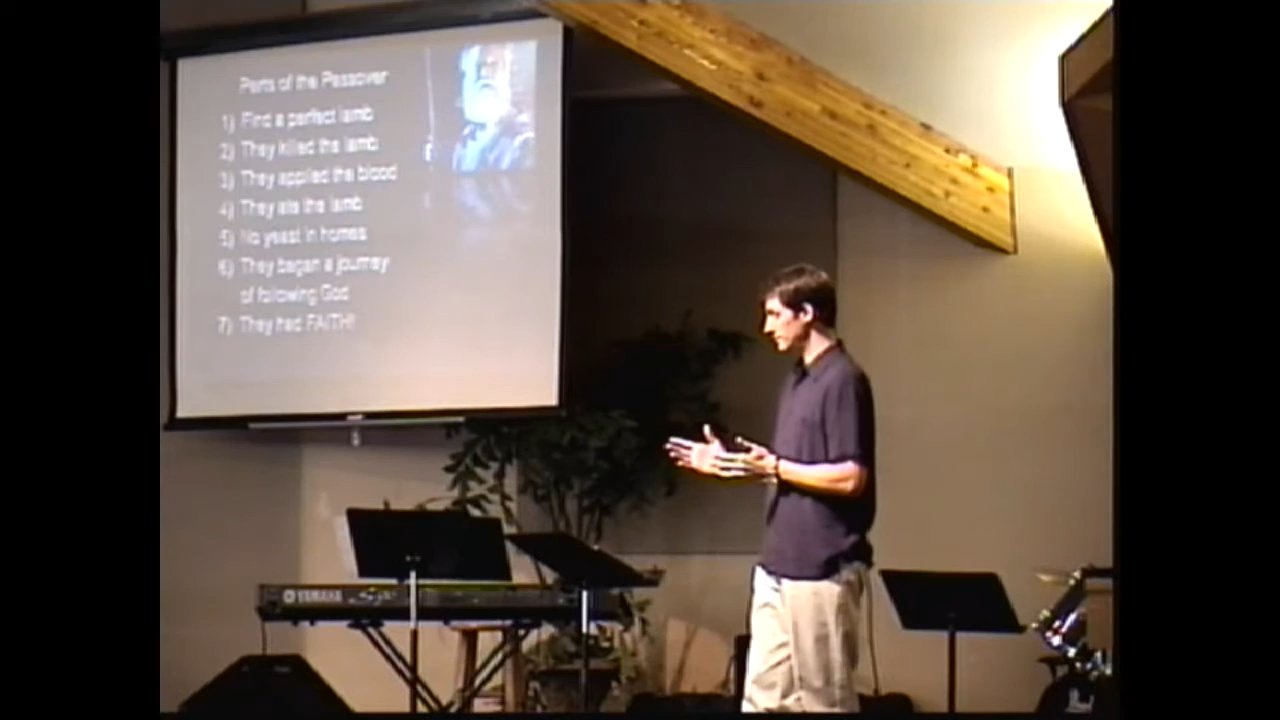 Parts of the Passover
1) Find a perfect lamb
2) They killed the lamb
3) They applied the blood
4) They ate the lamb
5) No yeast in homes
6) They began a journey
of following God
7) They had FAITH!
YAMAHA